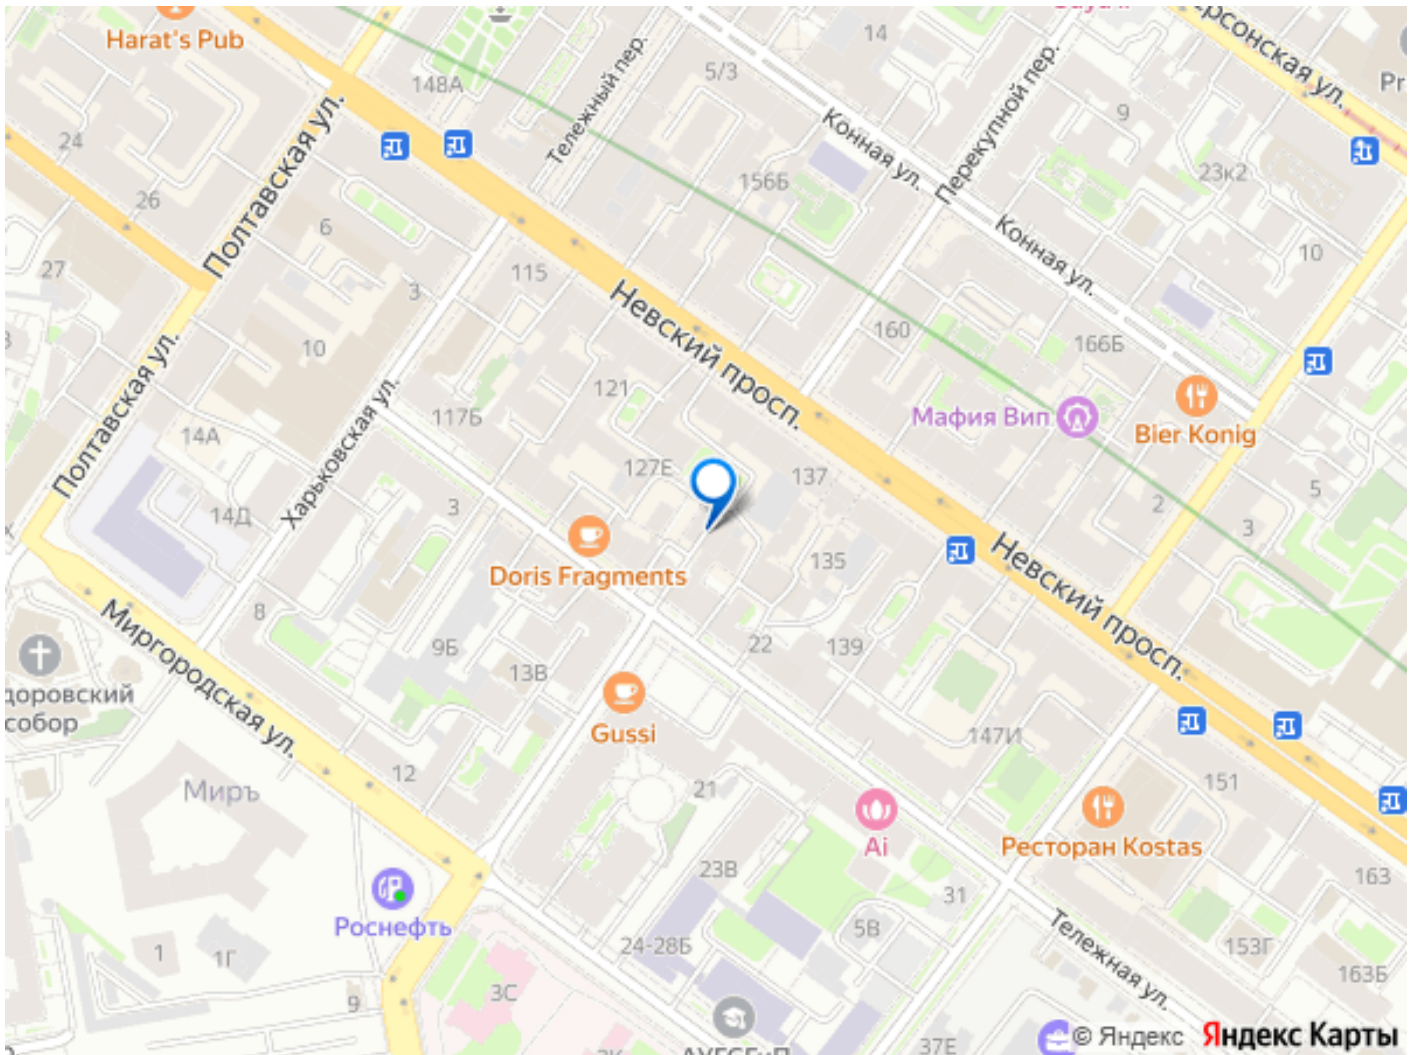 Harat's Pub
148А
14
5/3
Тележный пер.
Полтавская ул.
24
26
27
6
3
115
10
156Б
Конная ул.
Перекупной пер.
9
23к2
10
Конная ул.
Невский просп.
160
166Б
Мафия Вип
Bier Konig
121
117Б
127Е
137
Полтавская ул.
14А
14Д
Харьковская ул.
3
2
3
5
Doris Fragments
135
Невский просп.
8
9Б
13В
22
139
Миргородская ул.
доровский
собор
Gussi
147И
151
12
Миръ
21
Ai
Ресторан Kostas
23В
31
163
Роснефть
5В
24-28Б
153Г
163Б
Тележная ул.
1
1Г
9
3С
37Е
© Яндекс
Яндекс Карты